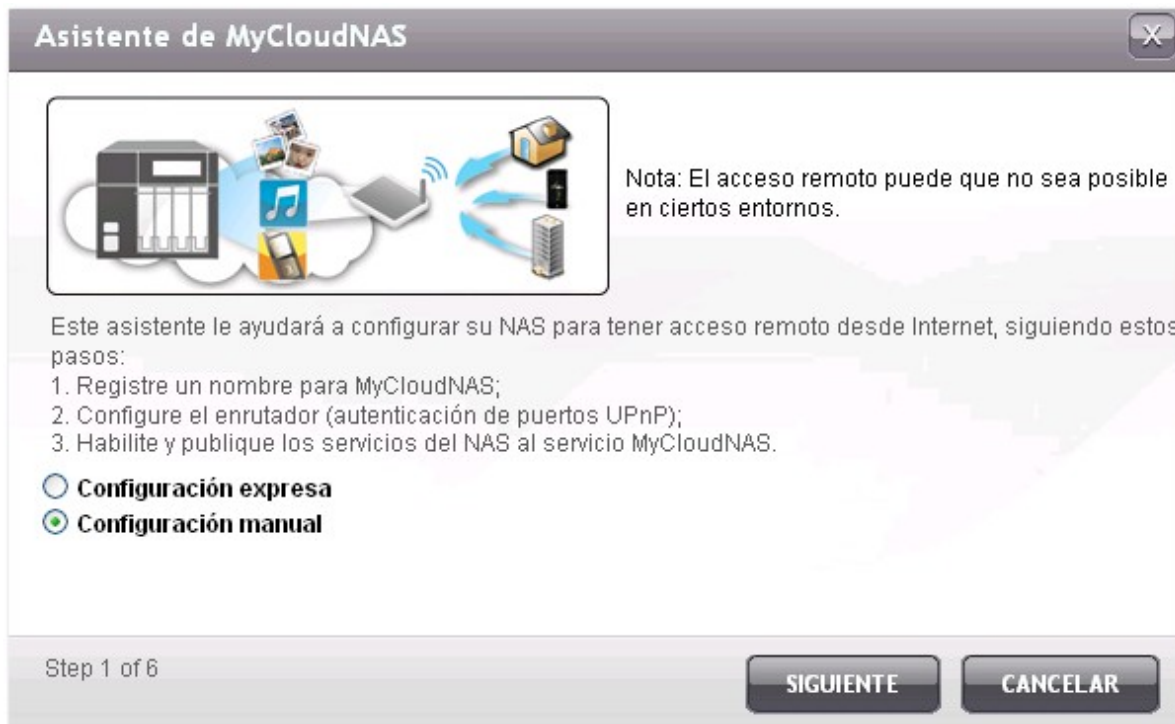 Asistente de MyCloudNAS
X
Nota: El acceso remoto puede que no sea posible
en ciertos entornos.
Este asistente le ayudará a configurar su NAS para tener acceso remoto desde Internet, siguiendo estos
pasos:
1. Registre un nombre para MyCloudNAS;
2. Configure el enrutador (autenticación de puertos UPnP);
3. Habilite y publique los servicios del NAS al servicio MyCloudNAS.
Configuración expresa
Configuración manual
Step 1 of 6
SIGUIENTE
CANCELAR